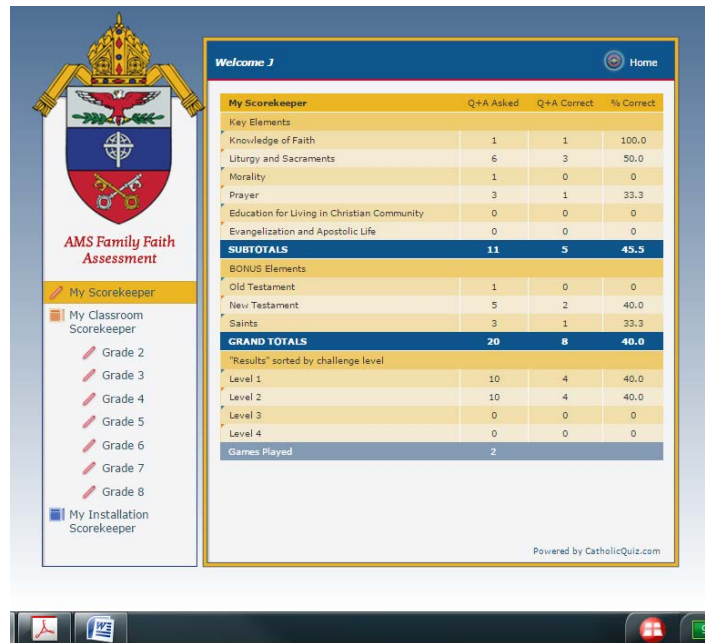 Welcome J
Home
My Scorekeeper Q+A Asked Q+A Correct % Correct
Key Elements
Knowledge of Faith 1 1 100.0
Liturgy and Sacraments 6 3 50.0
Morality 1 0 0
Prayer 3 1 33.3
Education for Living in Christian Community 0 0 0
Evangelization and Apostolic Life 0 0 0
SUBTOTALS 11 5 45.5
BONUS Elements
Old Testament 1 0 0
New Testament 5 2 40.0
Saints 3 1 33.3
GRAND TOTALS 20 8 40.0
"Results" sorted by challenge level
Level 1 10 4 40.0
Level 2 10 4 40.0
Level 3 0 0 0
Level 4 0 0 0
Games Played 2
Powered by CatholicQuiz.com
AMS Family Faith
Assessment
My Scorekeeper
My Classroom
Scorekeeper
Grade 2
Grade 3
Grade 4
Grade 5
Grade 6
Grade 7
Grade 8
My Installation
Scorekeeper